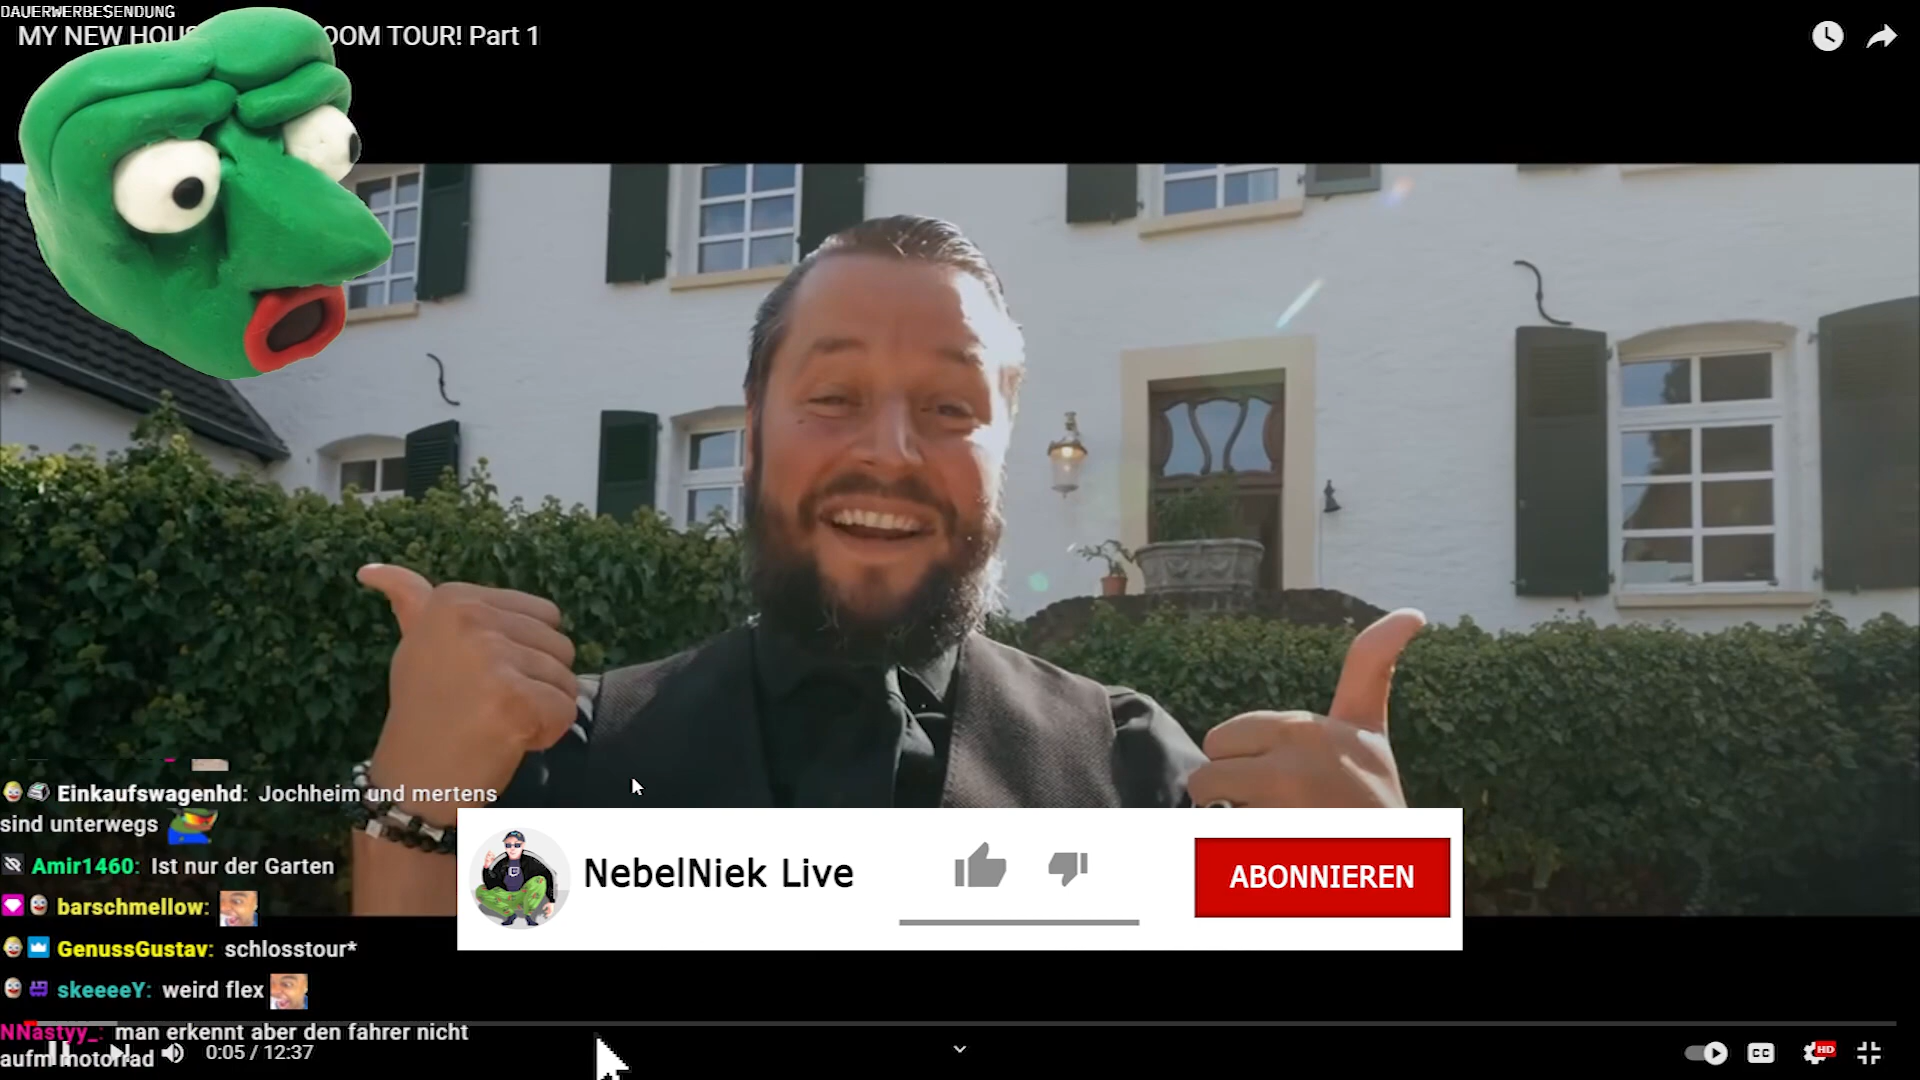 DAUERWERBESENDUNG
MY NEW HOU
OOM TOUR! Part 1
Einkaufswagenhd: Jochheim und mertens
sind unterwegs
Amir1460: Ist nur der Garten
barschmellow:
GenussGustav: schlosstour*
skeeeeY: weird flex
NNastyy_: man erkennt aber den fahrer nicht
aufm motorrad
NebelNiek Live
ABONNIEREN
0:05 / 12:37
CC
HD